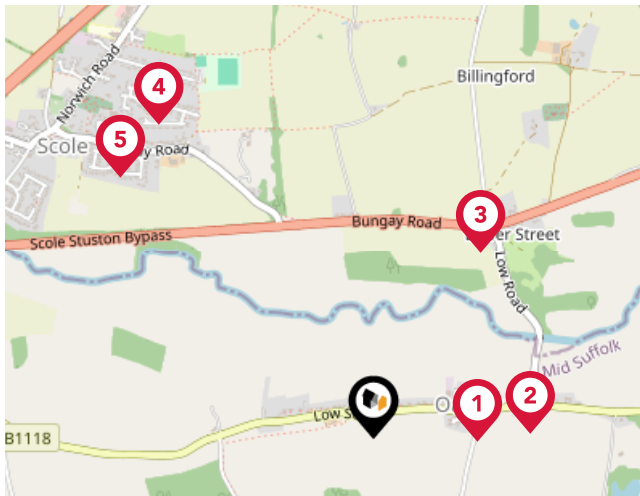 Norwich Road
Billingford
4
5
Scole
Road
3
Bungay Road
Scole Stuston Bypass
Street
Low Road
Mid Suffolk
1
2
Low
B1118